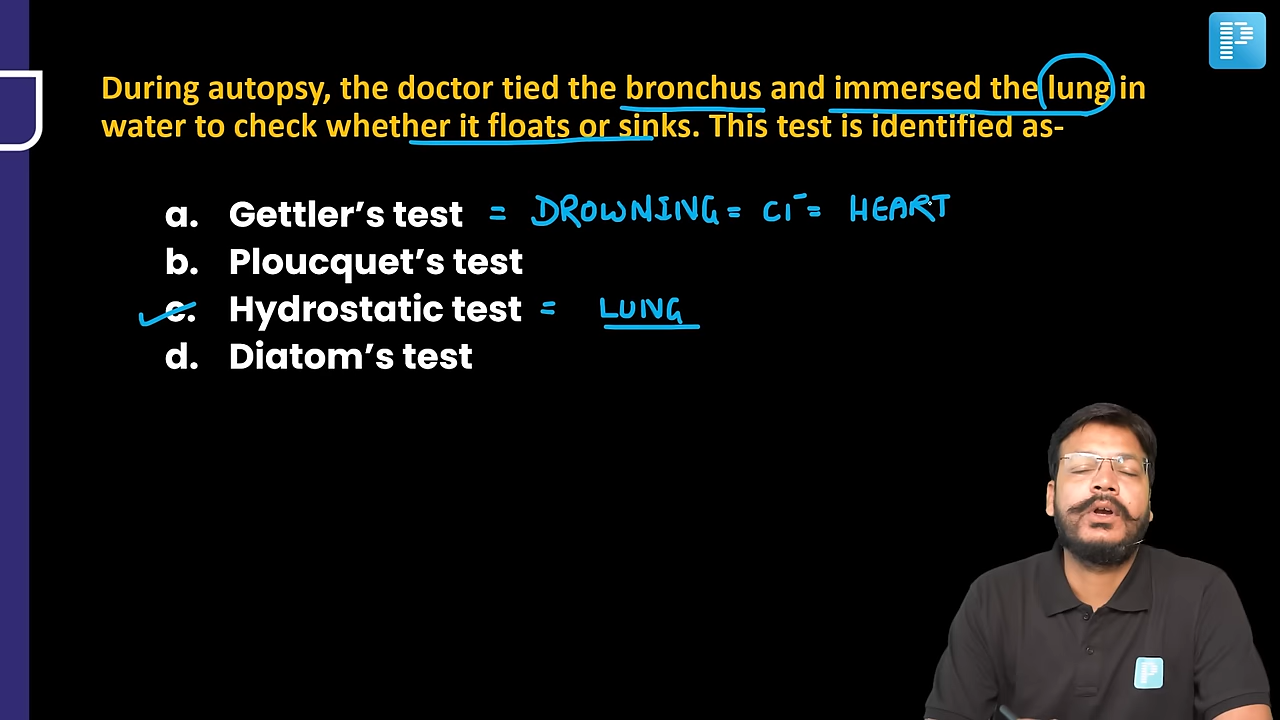 During autopsy, the doctor tied the bronchus and immersed the lung in
water to check whether it floats or sinks. This test is identified as-
a. Gettler’s test = DROWNING = Cl⁻ = HEART
b. Ploucquet’s test
c. Hydrostatic test = LUNG
d. Diatom’s test